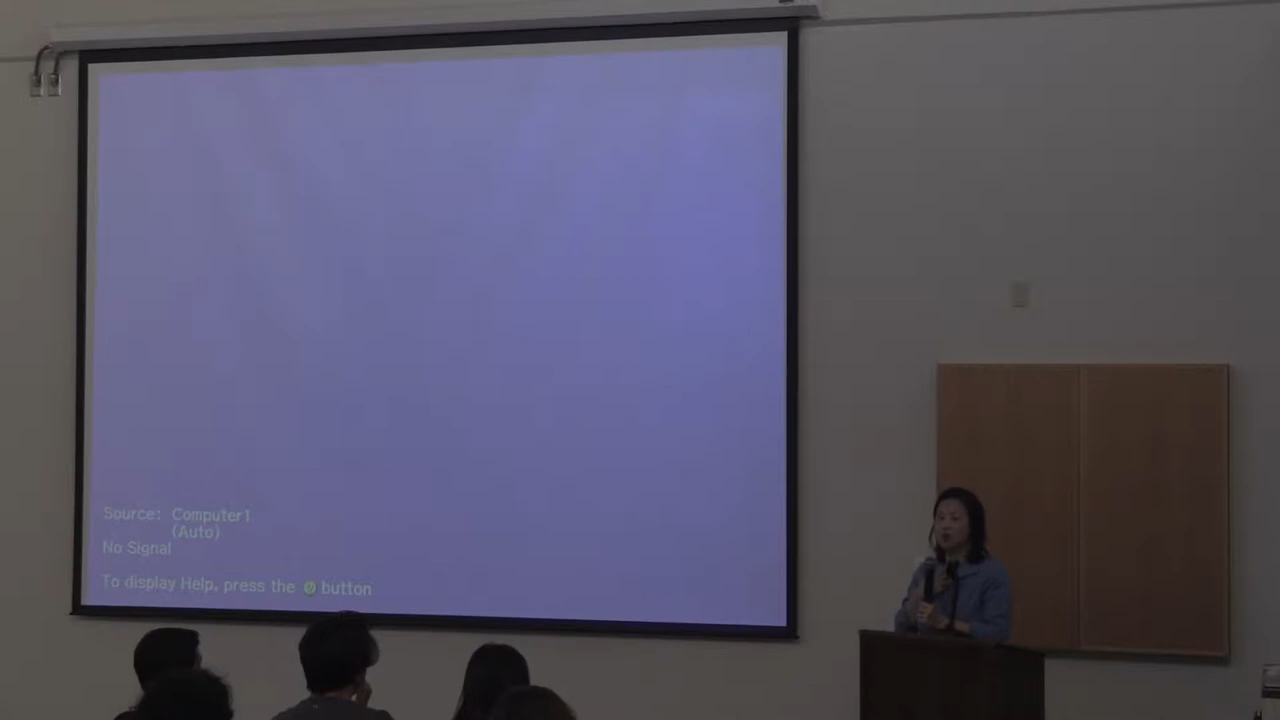 Source: Computer1
(Auto)
No Signal
To display Help, press the button